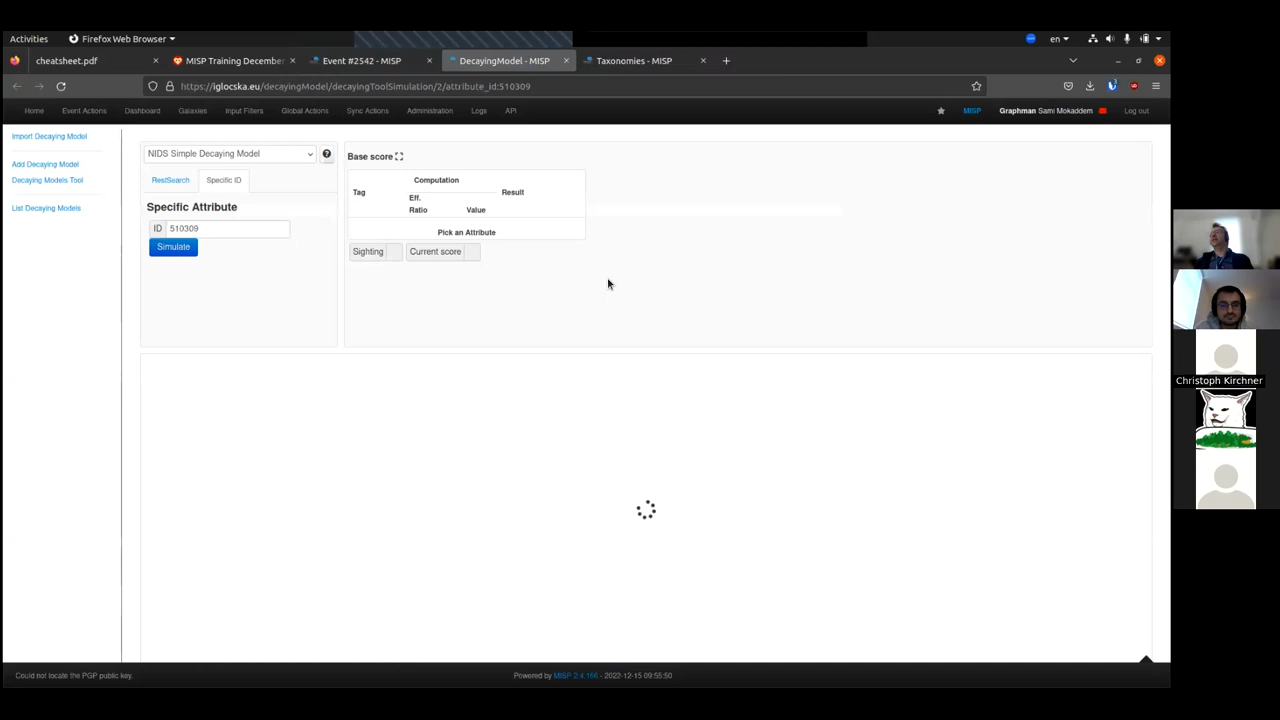 Activities Firefox Web Browser en
cheatsheet.pdf MISP Training December Event #2542 - MISP DecayingModel - MISP Taxonomies - MISP
https://iglocska.eu/decayingModel/decayingToolSimulation/2/attribute_id:510309
Home Event Actions Dashboard Galaxies Input Filters Global Actions Sync Actions Administration Logs API MISP Graphman Sami Mokaddem Log out
Import Decaying Model
Add Decaying Model
Decaying Models Tool
List Decaying Models
NIDS Simple Decaying Model
RestSearch Specific ID
Specific Attribute
ID 510309
Simulate
Base score
Computation
Tag Result
Eff.
Ratio Value
Pick an Attribute
Sighting Current score
Christoph Kirchner
Could not locate the PGP public key. Powered by MISP 2.4.166 - 2022-12-15 09:55:50